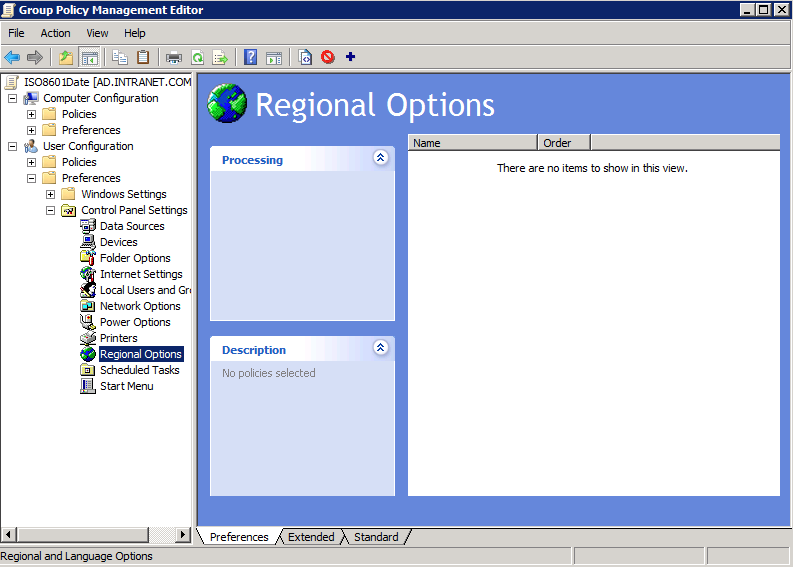 Group Policy Management Editor
File Action View Help
ISO8601Date [AD.INTRANET.COM
Computer Configuration
Policies
Preferences
User Configuration
Policies
Preferences
Windows Settings
Control Panel Settings
Data Sources
Devices
Folder Options
Internet Settings
Local Users and Gr
Network Options
Power Options
Printers
Regional Options
Scheduled Tasks
Start Menu
Regional Options
Processing
Description
No policies selected
Name Order
There are no items to show in this view.
Preferences Extended Standard
Regional and Language Options